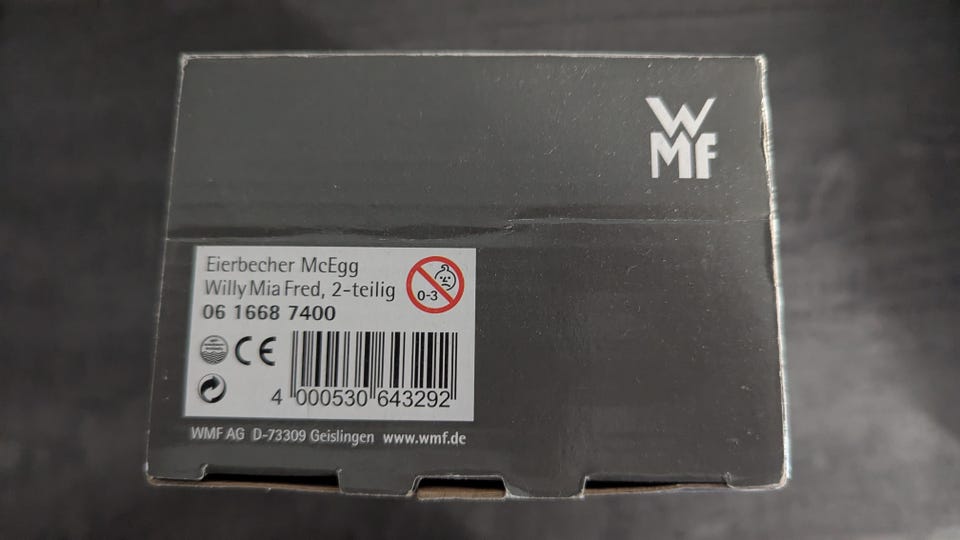 WMF
Eierbecher McEgg
Willy Mia Fred, 2-teilig
0-3
06 1668 7400
CE
4 000530 643292
WMF AG D-73309 Geislingen www.wmf.de